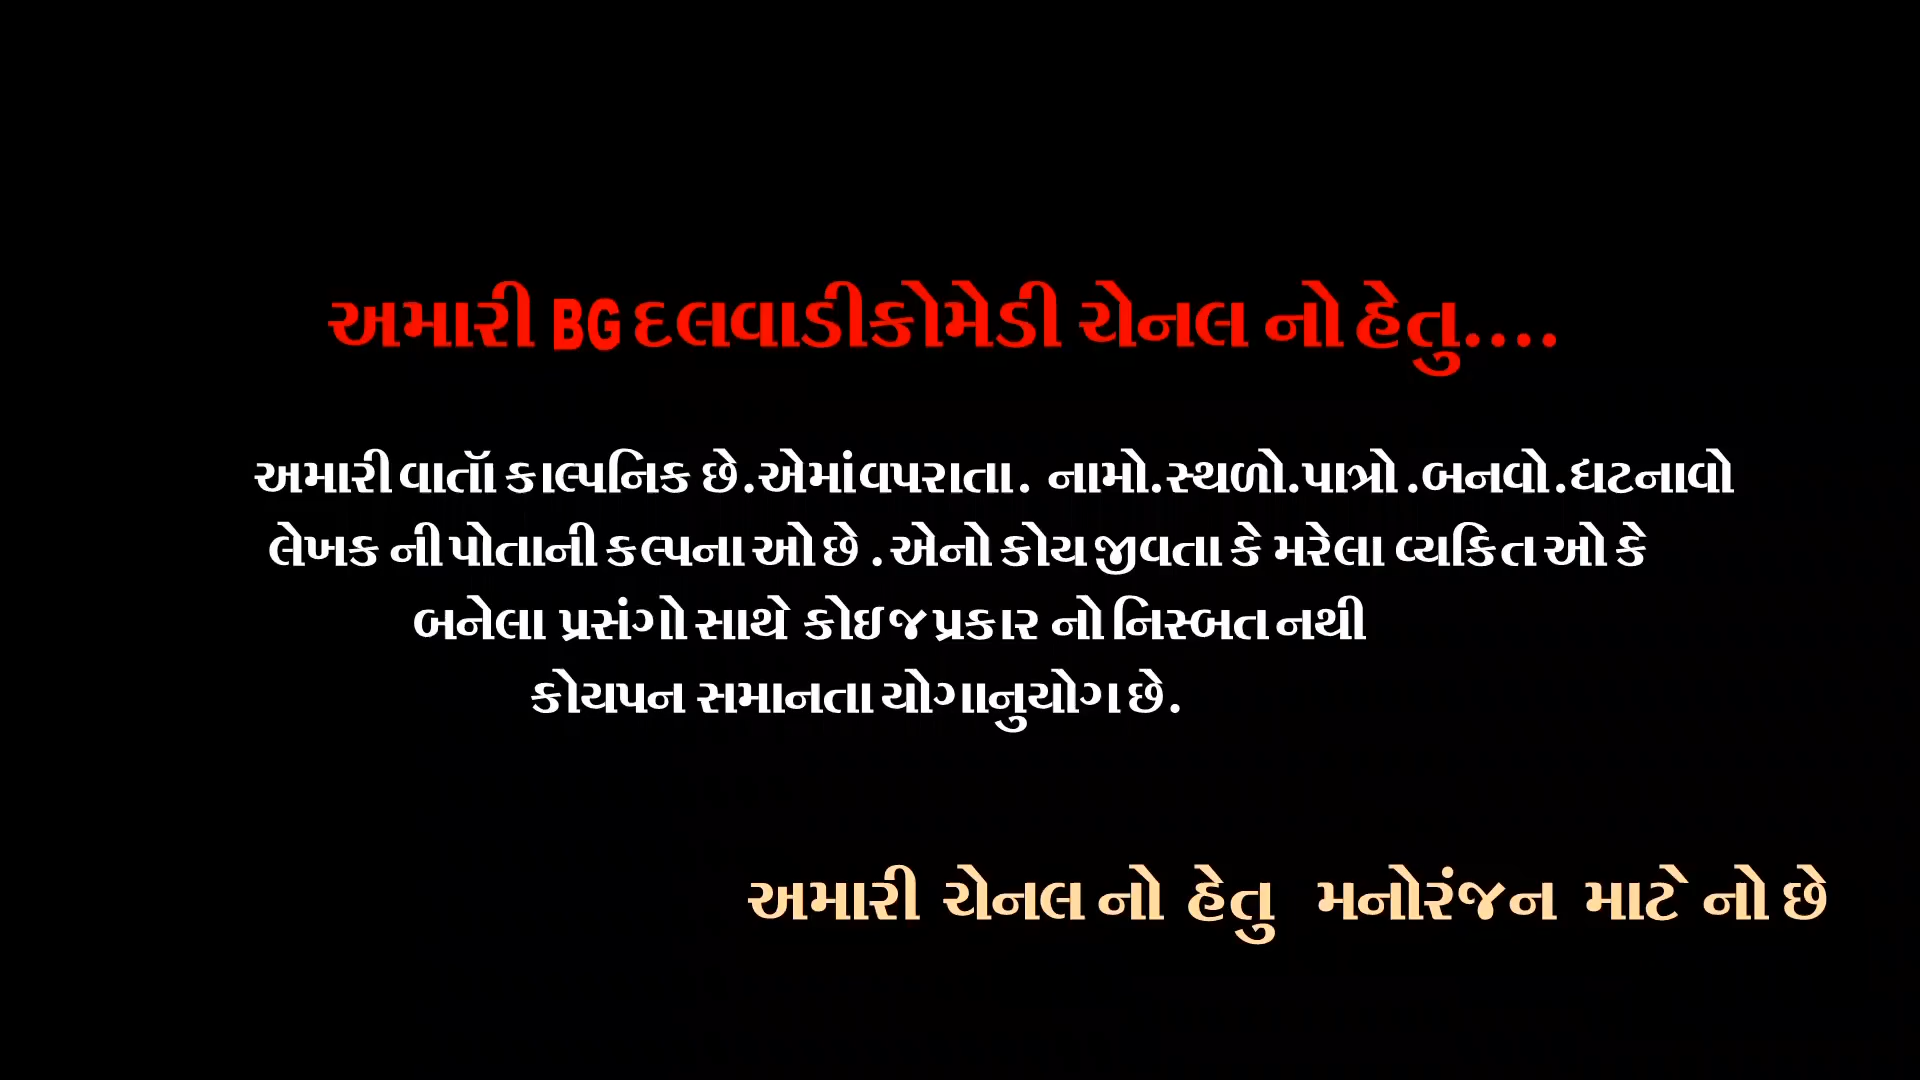 અમારી BG દલવાડીકોમેડી ચેનલ નો હેતુ....
અમારી વાર્તા કાલ્પનિક છે.એમાંવપરાતા. નામો.સ્થળો.પાત્રો.બનવો.ઘટનાવો
લેખક ની પોતાની કલ્પના ઓ છે . એનો કોય જીવતા કે મરેલા વ્યકિત ઓ કે
બનેલા પ્રસંગો સાથે કોઇજ પ્રકાર નો નિસ્બત નથી
કોયપન સમાનતા યોગાનુયોગ છે.
અમારી ચેનલ નો હેતુ મનોરંજન માટે નો છે